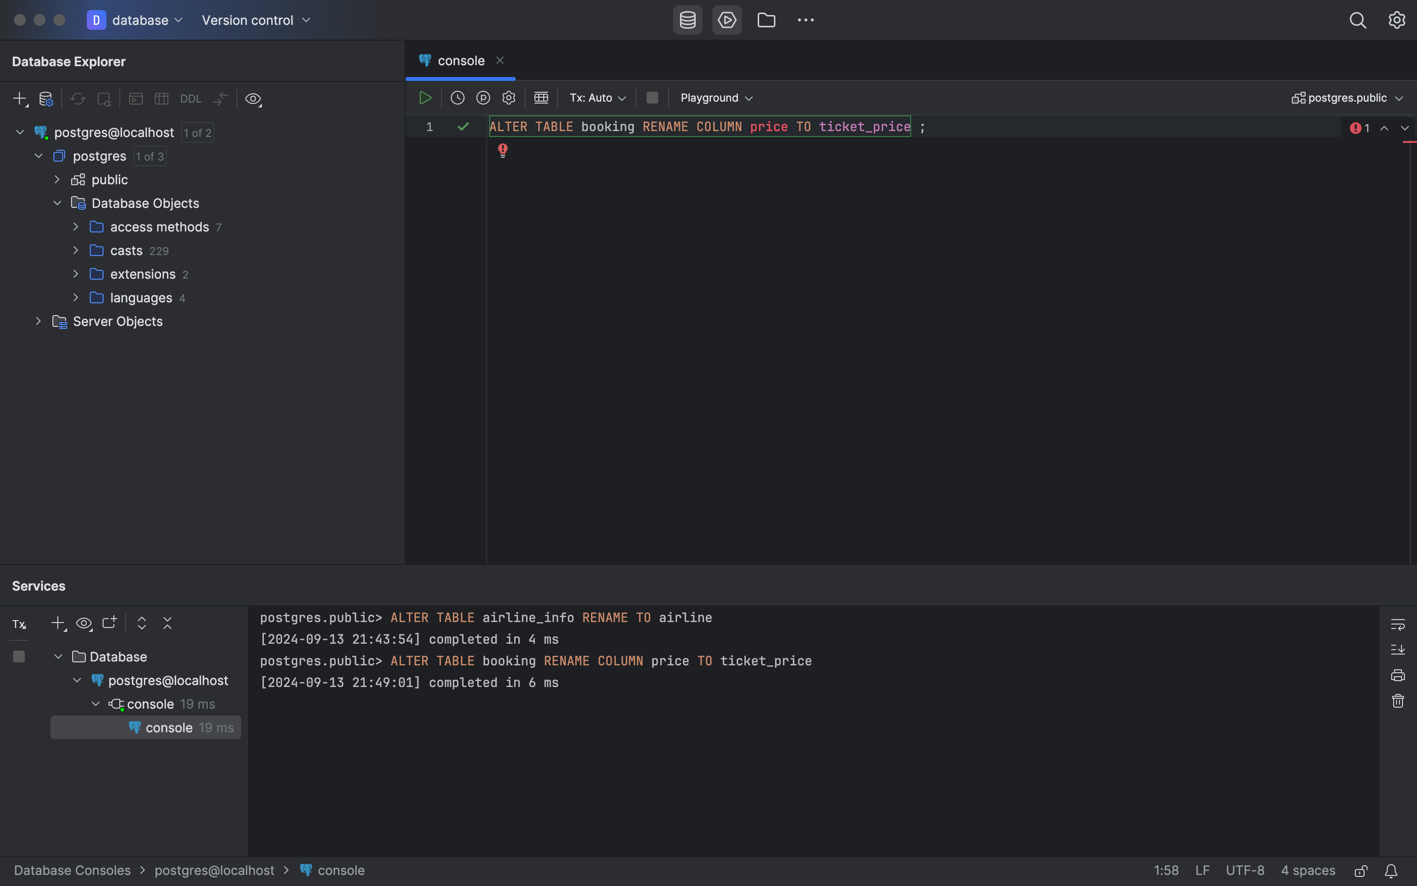 D database Version control
Database Explorer
console
DDL
Tx: Auto
Playground
postgres.public
postgres@localhost 1 of 2
postgres 1 of 3
public
Database Objects
access methods 7
casts 229
extensions 2
languages 4
Server Objects
1 ALTER TABLE booking RENAME COLUMN price TO ticket_price ;
1
Services
Tx
Database
postgres@localhost
console 19 ms
console 19 ms
postgres.public> ALTER TABLE airline_info RENAME TO airline
[2024-09-13 21:43:54] completed in 4 ms
postgres.public> ALTER TABLE booking RENAME COLUMN price TO ticket_price
[2024-09-13 21:49:01] completed in 6 ms
Database Consoles > postgres@localhost > console
1:58 LF UTF-8 4 spaces